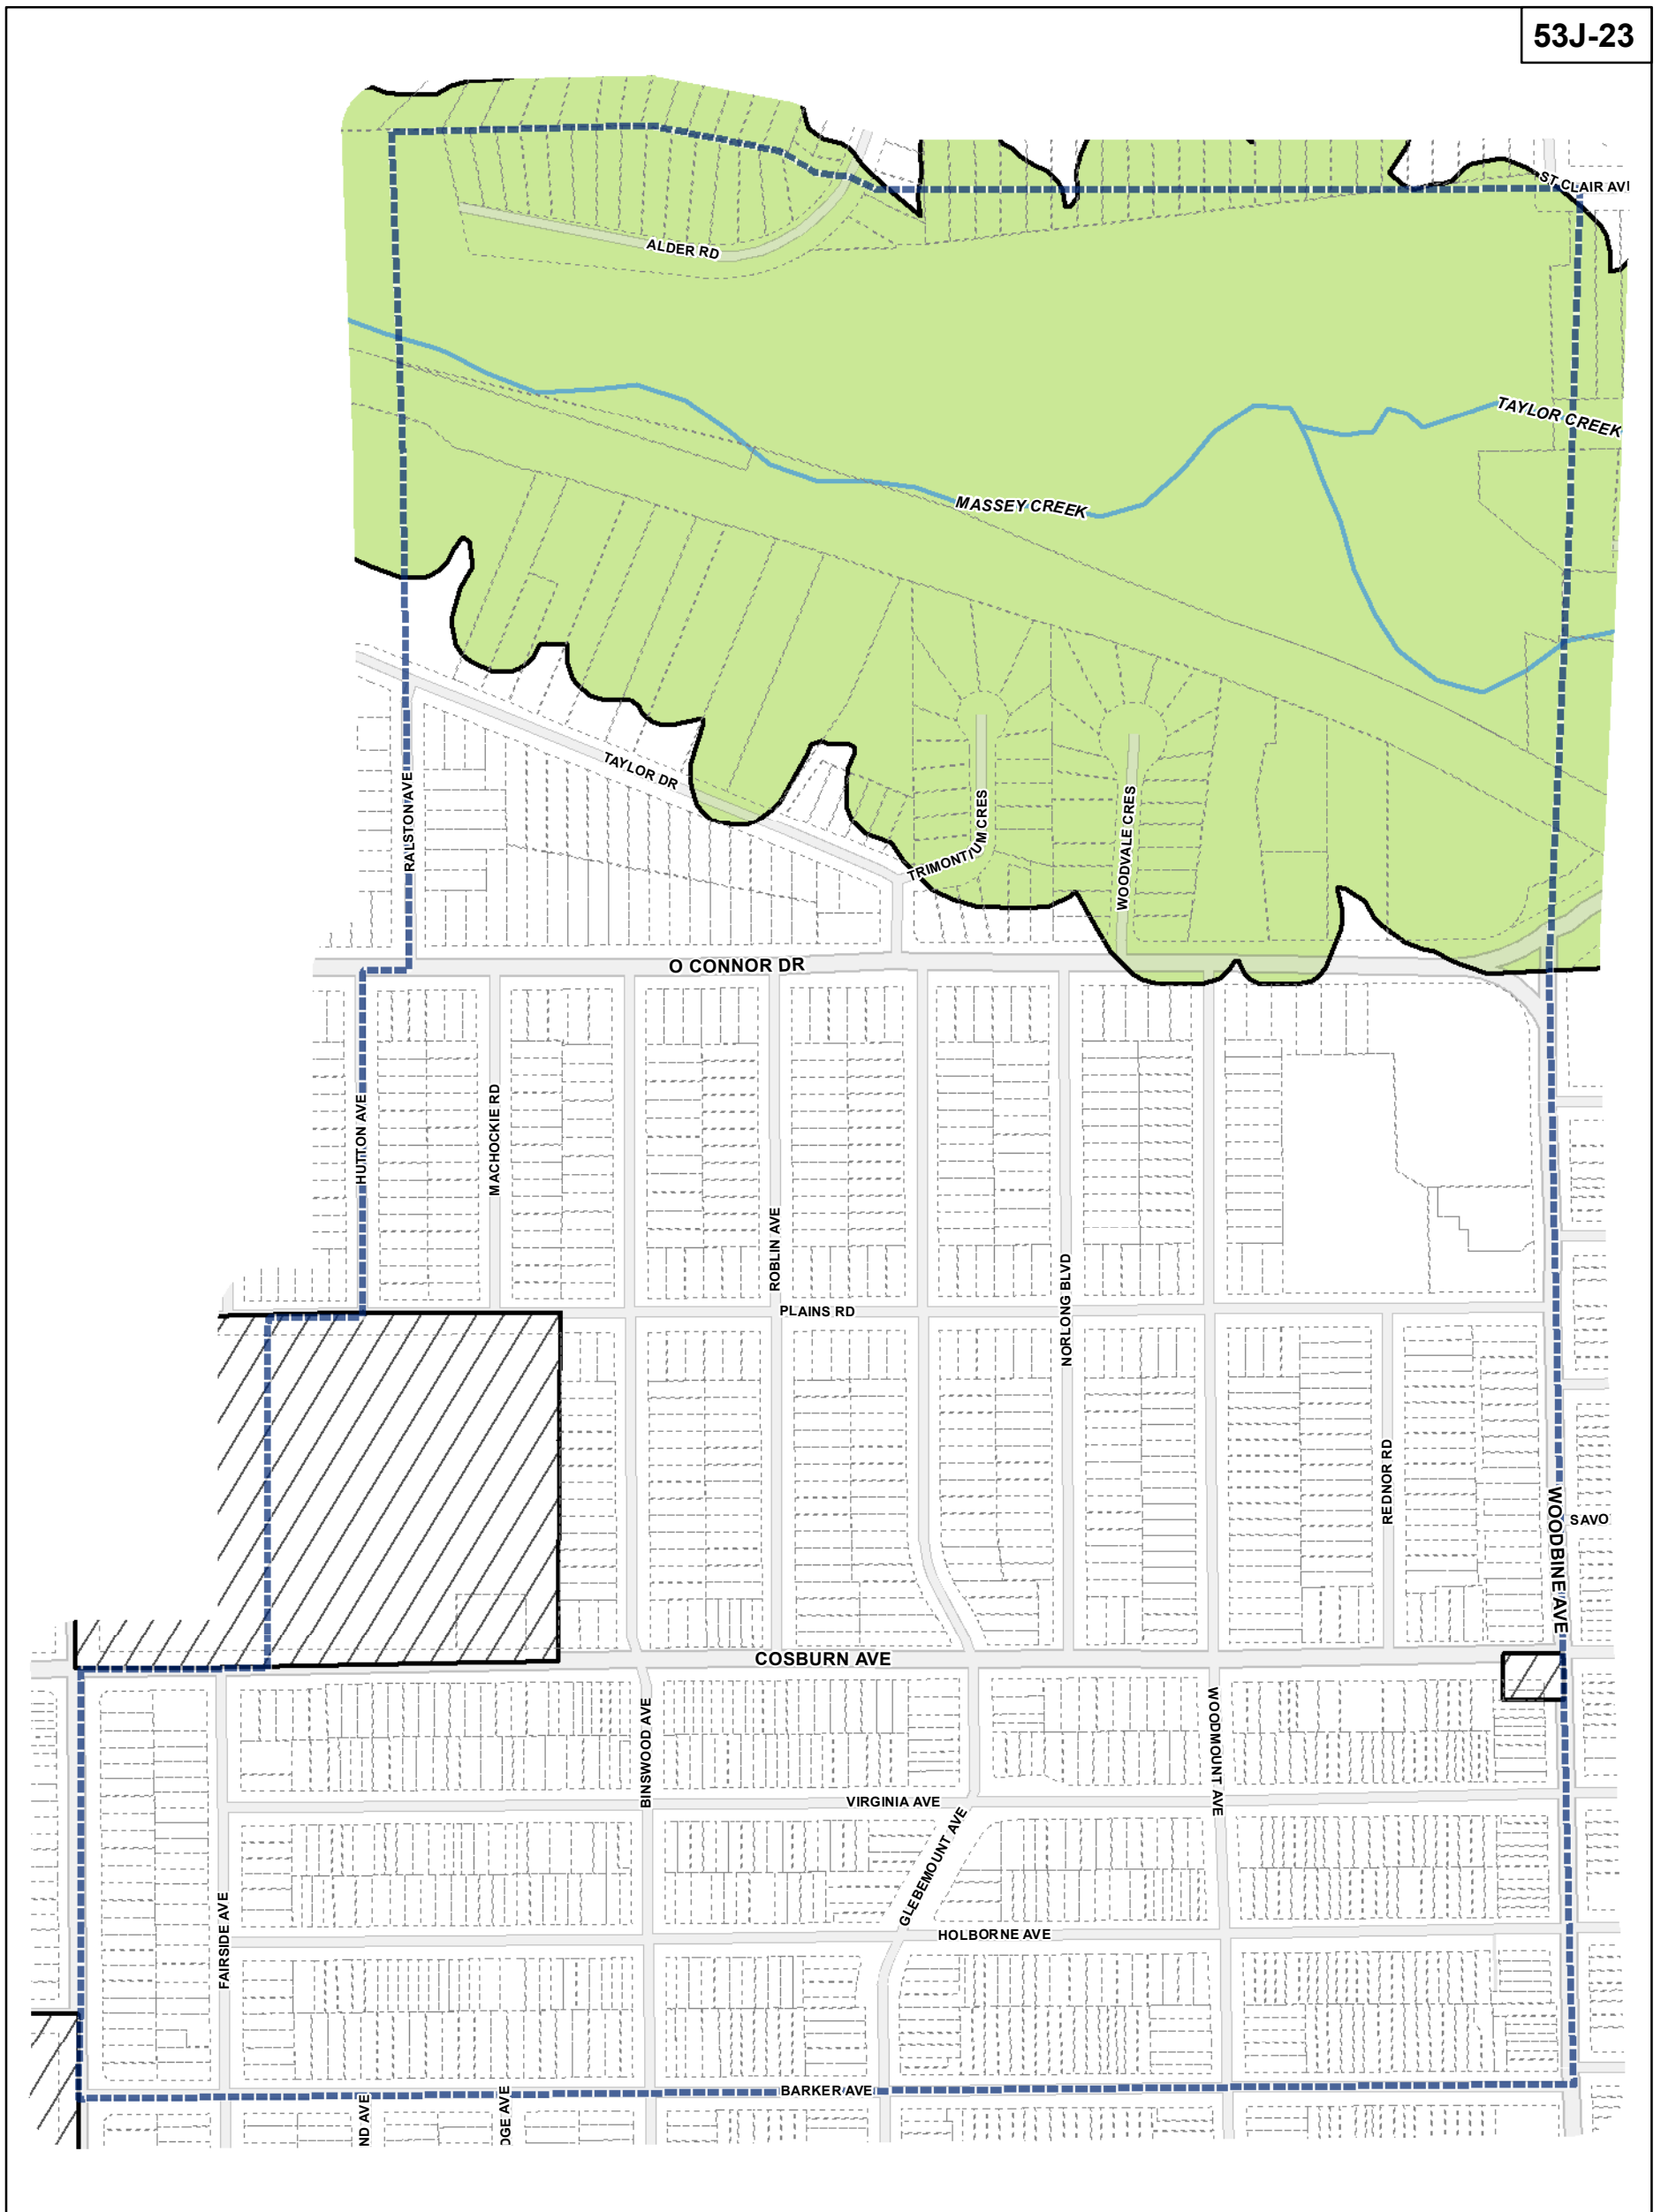 53J-23
ST CLAIR AV
ALDER RD
TAYLOR CREEK
MASSEY CREEK
TAYLOR DR
RALSTON AVE
TRIMONTIUM CRES
WOODVALE CRES
O CONNOR DR
HUTTON AVE
MACHOCKIE RD
ROBLIN AVE
NORLONG BLVD
PLAINS RD
REDNOR RD
WOODBINE AVE
SAVO
COSBURN AVE
BINSWOOD AVE
WOODMOUNT AVE
VIRGINIA AVE
GLEBEMOUNT AVE
FAIRSIDE AVE
HOLBORNE AVE
BARKER AVE
ND AVE
DGE AVE